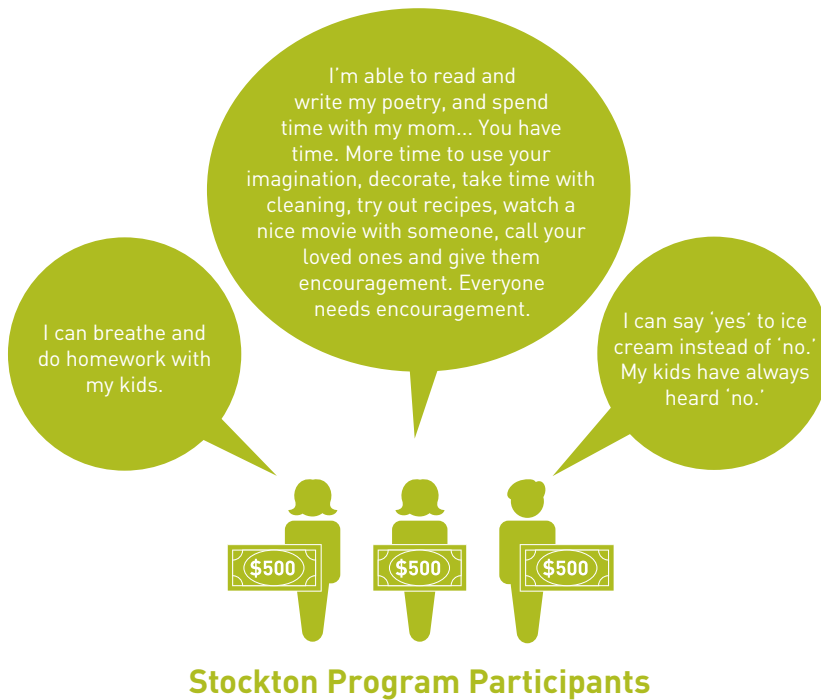 I'm able to read and
write my poetry, and spend
time with my mom... You have
time. More time to use your
imagination, decorate, take time with
cleaning, try out recipes, watch a
nice movie with someone, call your
loved ones and give them
encouragement. Everyone
needs encouragement.
I can breathe and
do homework with
my kids.
I can say 'yes' to ice
cream instead of 'no.'
My kids have always
heard 'no.'
$500
$500
$500
Stockton Program Participants